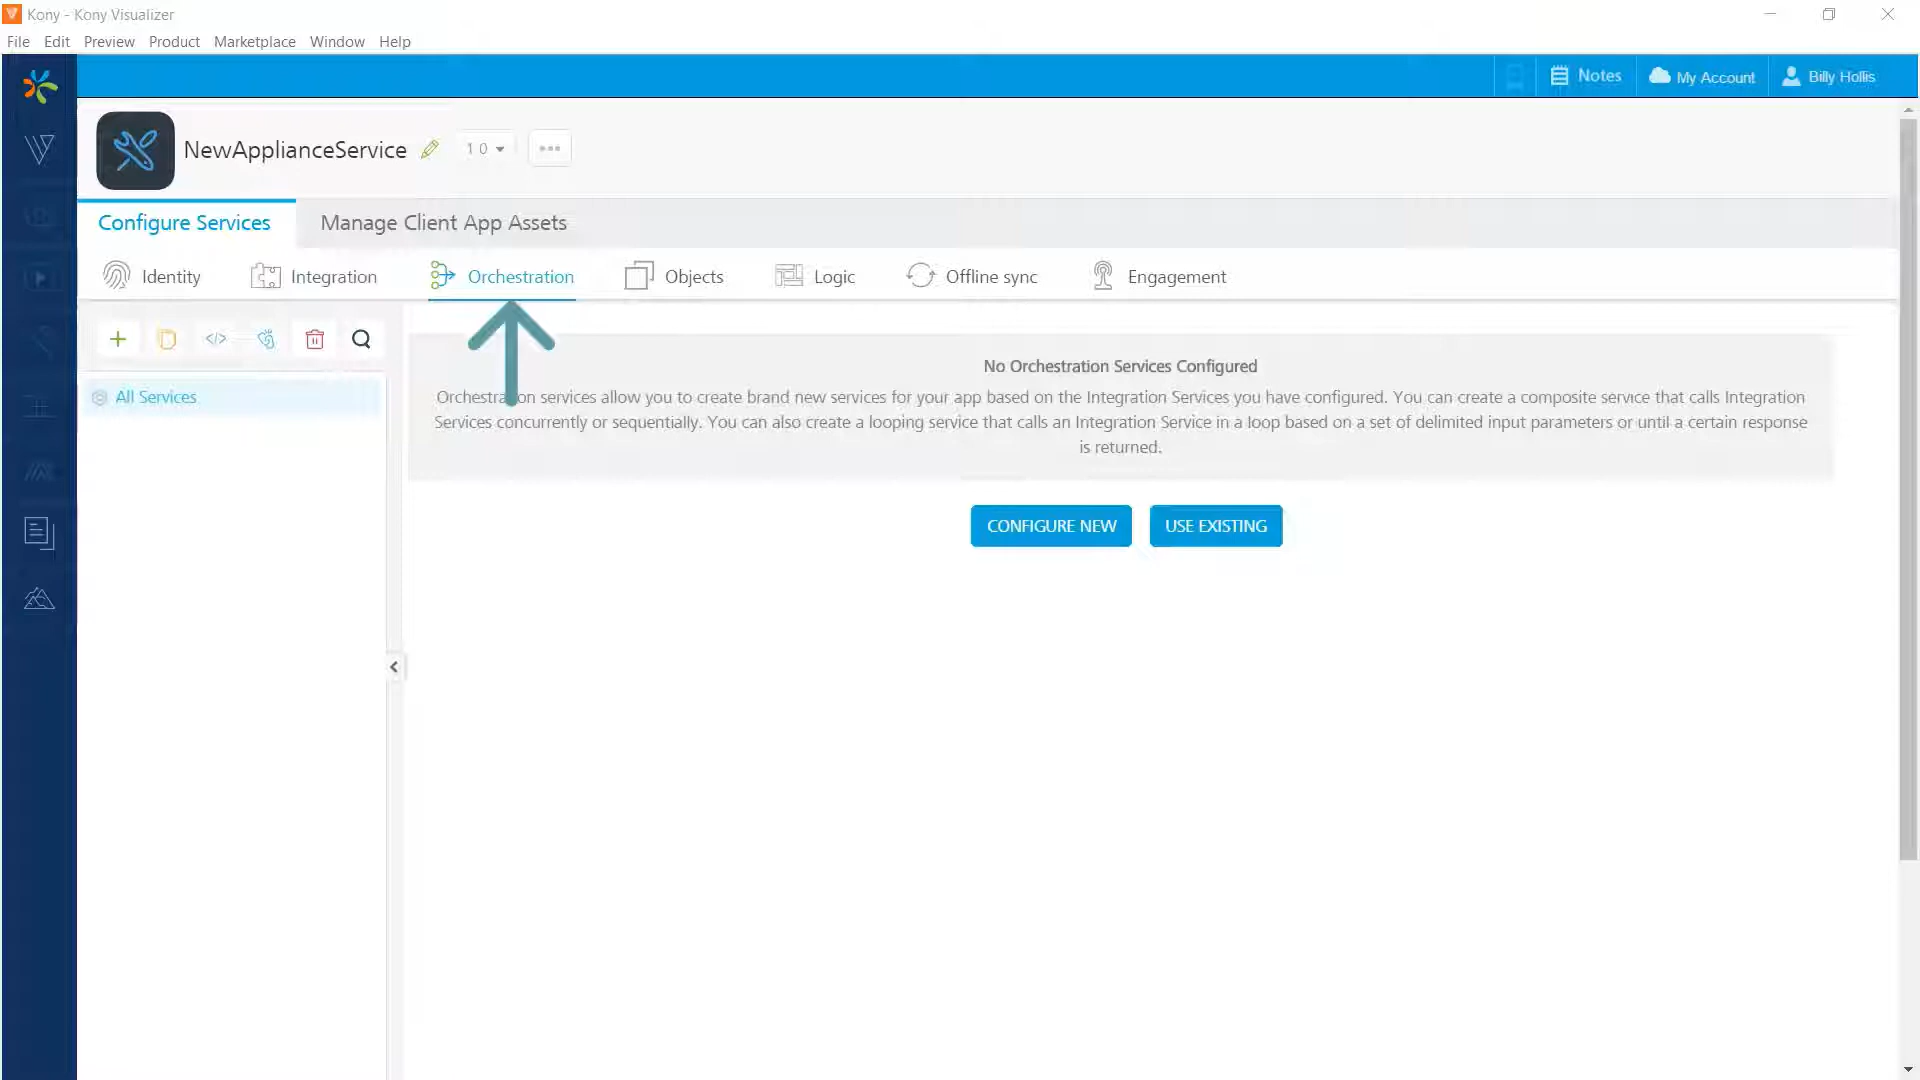 Kony - Kony Visualizer
File Edit Preview Product Marketplace Window Help
Notes My Account Billy Hollis
NewApplianceService 1 0
Configure Services Manage Client App Assets
Identity Integration Orchestration Objects Logic Offline sync Engagement
No Orchestration Services Configured
All Services
Orchestration services allow you to create brand new services for your app based on the Integration Services you have configured. You can create a composite service that calls Integration
Services concurrently or sequentially. You can also create a looping service that calls an Integration Service in a loop based on a set of delimited input parameters or until a certain response
is returned.
CONFIGURE NEW USE EXISTING